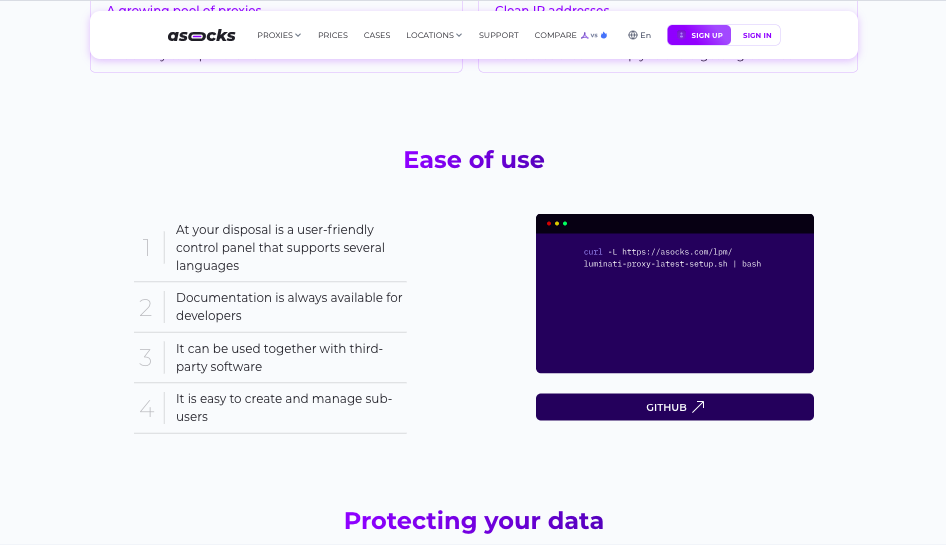 A growing pool of proxies
Clean IP addresses
asocks
PROXIES
PRICES
CASES
LOCATIONS
SUPPORT
COMPARE
VS
En
SIGN UP
SIGN IN
Ease of use
1
At your disposal is a user-friendly
control panel that supports several
languages
2
Documentation is always available for
developers
3
It can be used together with third-
party software
4
It is easy to create and manage sub-
users
curl -L https://asocks.com/lpm/
luminati-proxy-latest-setup.sh | bash
GITHUB
Protecting your data